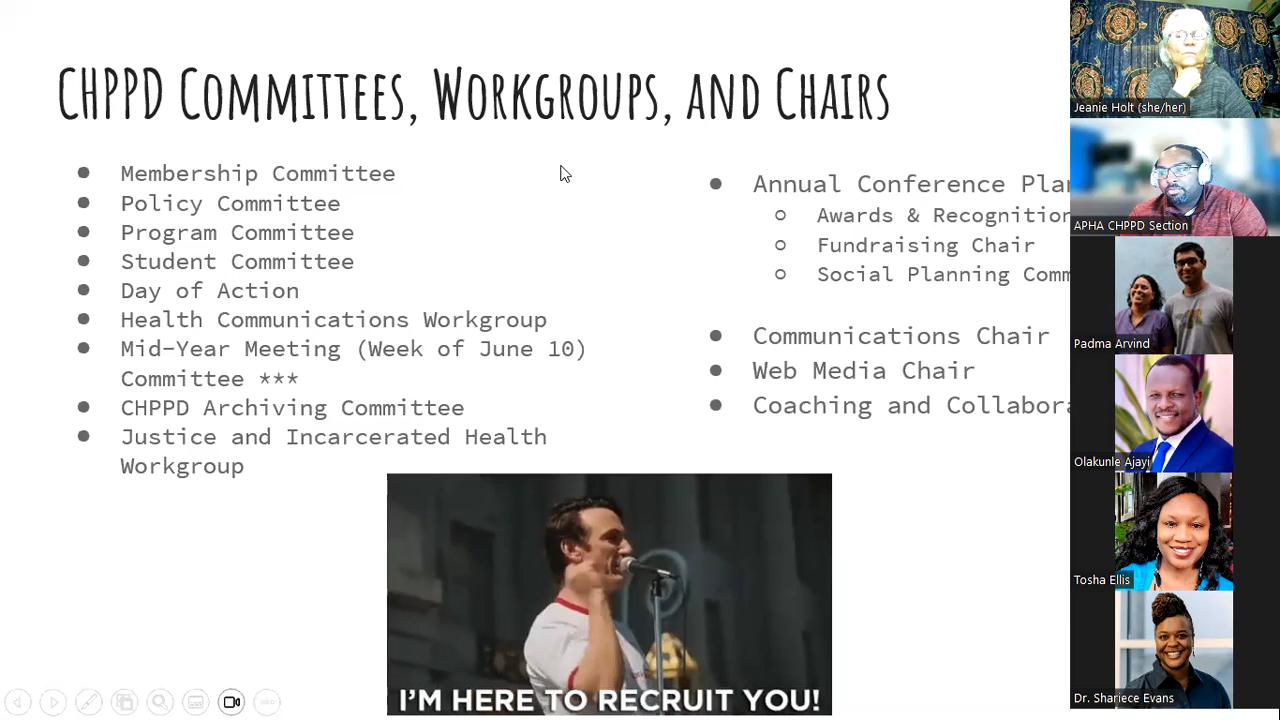 CHPPD Committees, Workgroups, and Chairs
Membership Committee
Policy Committee
Program Committee
Student Committee
Day of Action
Health Communications Workgroup
Mid-Year Meeting (Week of June 10)
Committee ***
CHPPD Archiving Committee
Justice and Incarcerated Health
Workgroup
Annual Conference
Awards & Recognition
Fundraising Chair
Social Planning
Communications Chair
Web Media Chair
Coaching and
I'M HERE TO RECRUIT YOU!
Jeanie Holt (she/her)
APHA CHPPD Section
Padma Arvind
Olakunle Ajayi
Tosha Ellis
Dr. Shariece Evans